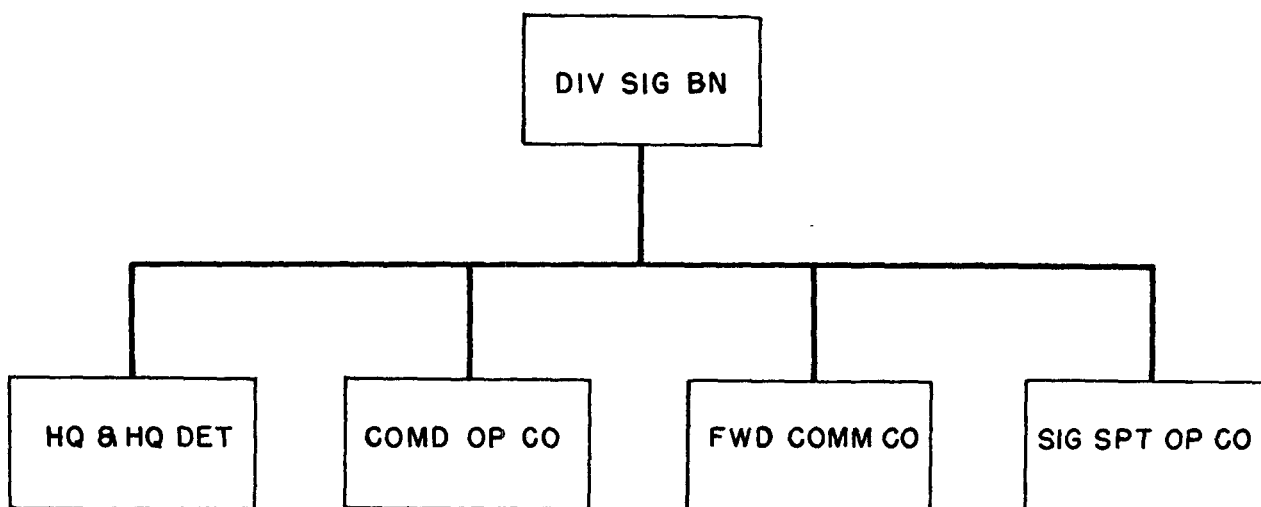 DIV SIG BN
HQ & HQ DET
COMD OP CO
FWD COMM CO
SIG SPT OP CO